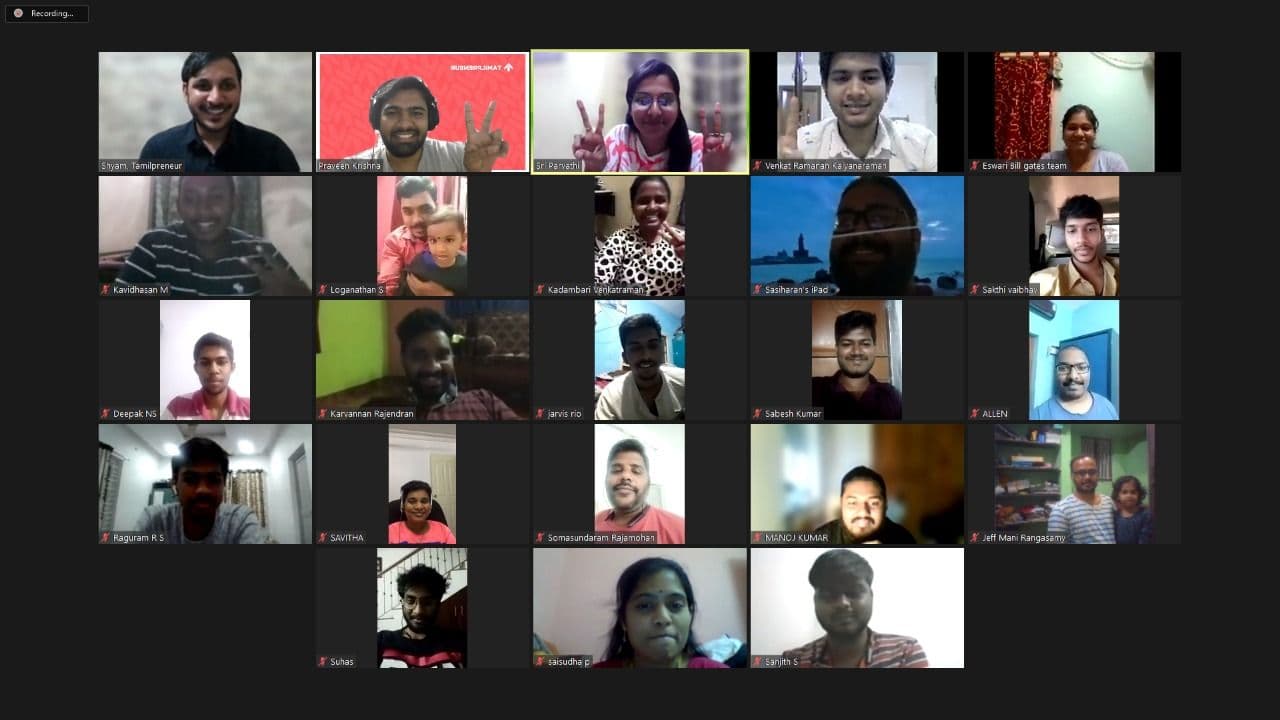 Recording...
TAMILPRENEUR
Shyam, Tamilpreneur
Praveen Krishna
Sri Parvathi
Venkat Ramanan Kalyanaraman
Eswari Bill gates team
Kavidhasan M
Loganathan S
Kadambari Venkatraman
Sasiharan's iPad
Sakthi vaibhav
Deepak NS
Karvannan Rajendran
jarvis rio
Sabesh Kumar
ALLEN
Raguram R S
SAVITHA
Somasundaram Rajamohan
MANOJ KUMAR
Jeff Mani Rangasamy
Suhas
saisudha p
Sanjith S